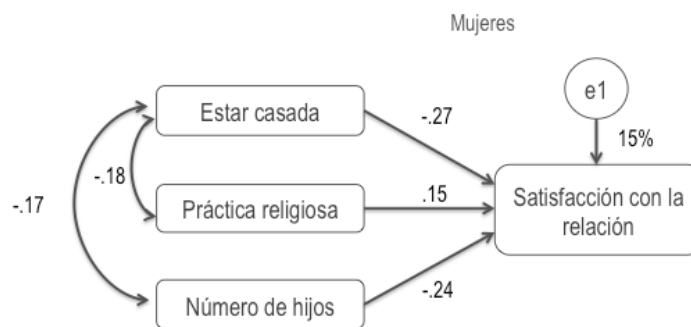 Mujeres
Estar casada
e1
-.27
15%
-.18
Práctica religiosa
.15
Satisfacción con la
relación
-.17
Número de hijos
-.24